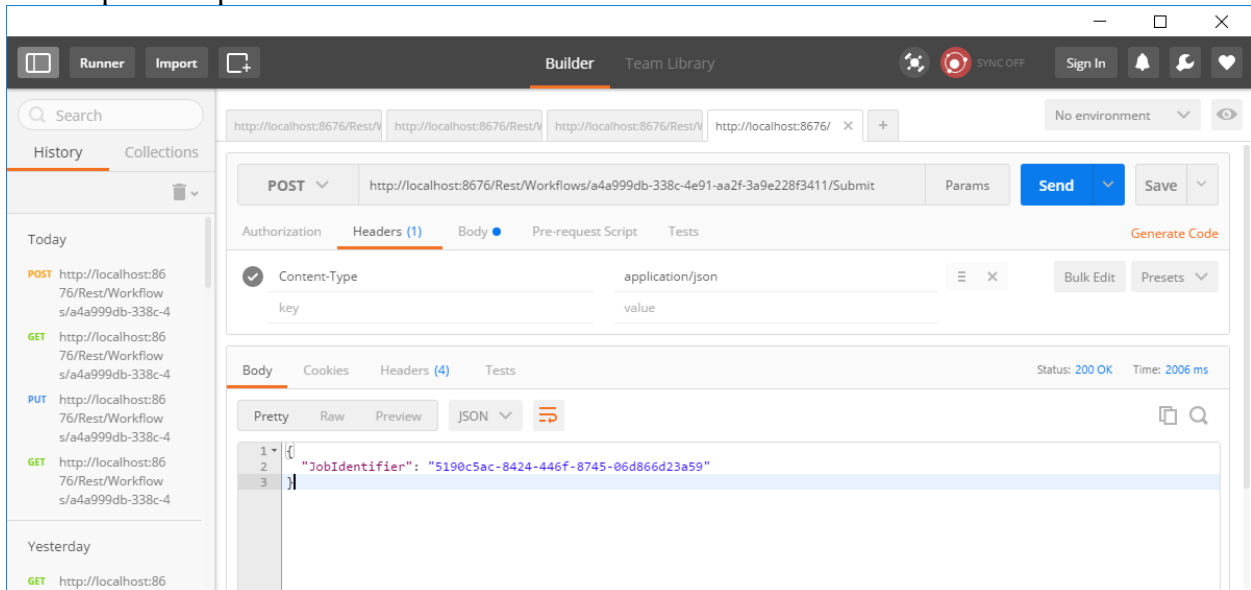 Runner Import Builder Team Library SYNC OFF Sign In
Search
http://localhost:8676/Rest/W http://localhost:8676/Rest/W http://localhost:8676/Rest/W http://localhost:8676/ × +
No environment
History Collections
POST http://localhost:8676/Rest/Workflows/a4a999db-338c-4e91-aa2f-3a9e228f3411/Submit Params Send Save
Authorization Headers (1) Body Pre-request Script Tests Generate Code
Today
Content-Type application/json Bulk Edit Presets
key value
POST http://localhost:86
76/Rest/Workflow
s/a4a999db-338c-4
GET http://localhost:86
76/Rest/Workflow
s/a4a999db-338c-4
PUT http://localhost:86
76/Rest/Workflow
s/a4a999db-338c-4
GET http://localhost:86
76/Rest/Workflow
s/a4a999db-338c-4
Yesterday
GET http://localhost:86
Body Cookies Headers (4) Tests Status: 200 OK Time: 2006 ms
Pretty Raw Preview JSON
1 {
2 "JobIdentifier": "5190c5ac-8424-446f-8745-06d866d23a59"
3 }